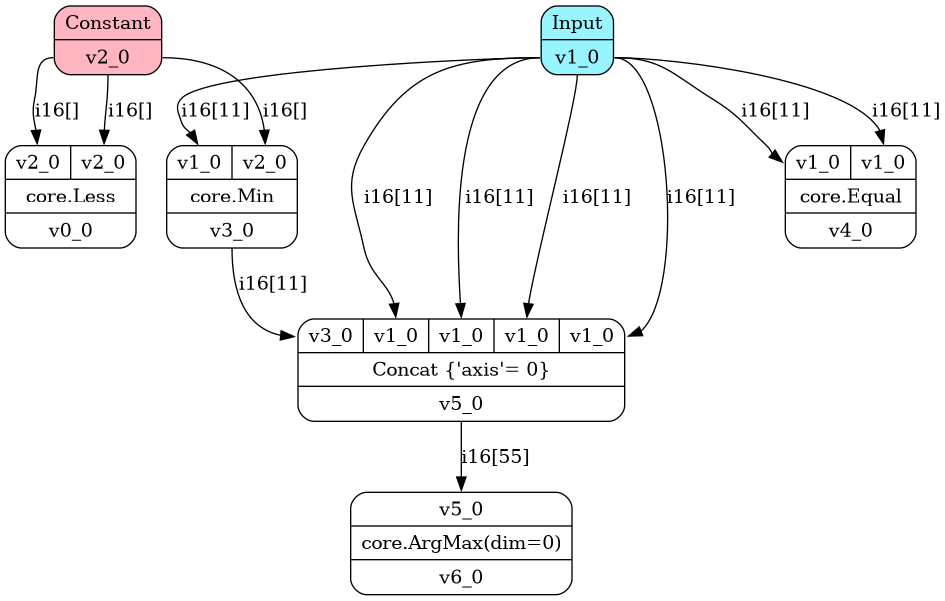 Constant
v2_0
Input
v1_0
i16[]
i16[]
i16[11]
i16[]
i16[11]
i16[11]
v2_0 v2_0
core.Less
v0_0
v1_0 v2_0
core.Min
v3_0
v1_0 v1_0
core.Equal
v4_0
i16[11]
i16[11]
i16[11]
i16[11]
i16[11]
v3_0 v1_0 v1_0 v1_0 v1_0
Concat {'axis'= 0}
v5_0
i16[55]
v5_0
core.ArgMax(dim=0)
v6_0